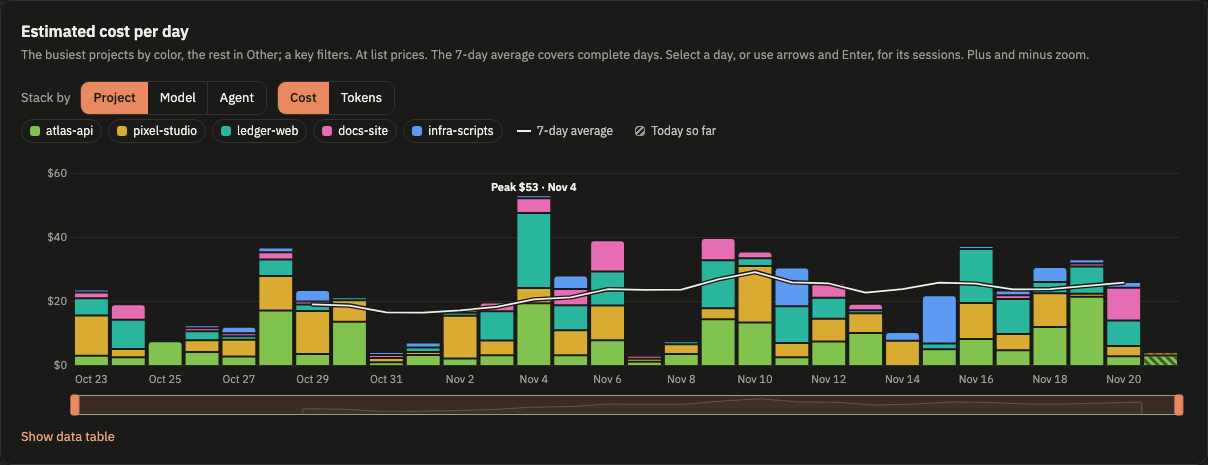 Estimated cost per day
The busiest projects by color, the rest in Other; a key filters. At list prices. The 7-day average covers complete days. Select a day, or use arrows and Enter, for its sessions. Plus and minus zoom.
Stack by Project Model Agent Cost Tokens
atlas-api pixel-studio ledger-web docs-site infra-scripts 7-day average Today so far
$60
Peak $53 · Nov 4
$40
$20
$0
Oct 23 Oct 25 Oct 27 Oct 29 Oct 31 Nov 2 Nov 4 Nov 6 Nov 8 Nov 10 Nov 12 Nov 14 Nov 16 Nov 18 Nov 20
Show data table